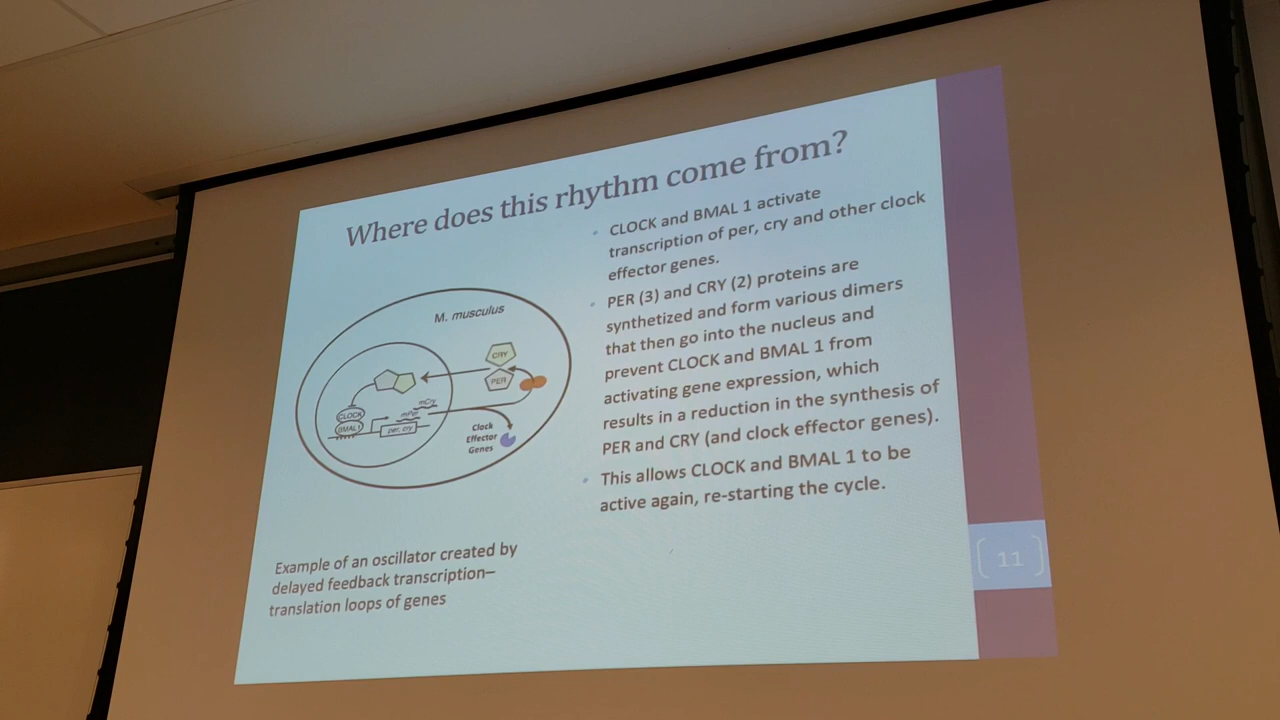 Where does this rhythm come from?
CLOCK and BMAL 1 activate
transcription of per, cry and other clock
effector genes.
PER (3) and CRY (2) proteins are
synthetized and form various dimers
that then go into the nucleus and
prevent CLOCK and BMAL 1 from
activating gene expression, which
results in a reduction in the synthesis of
PER and CRY (and clock effector genes).
This allows CLOCK and BMAL 1 to be
active again, re-starting the cycle.
M. musculus
CRY
PER
CLOCK
BMAL1
mCry
mPer
per, cry
Clock
Effector
Genes
Example of an oscillator created by
delayed feedback transcription–
translation loops of genes
[ 11 ]